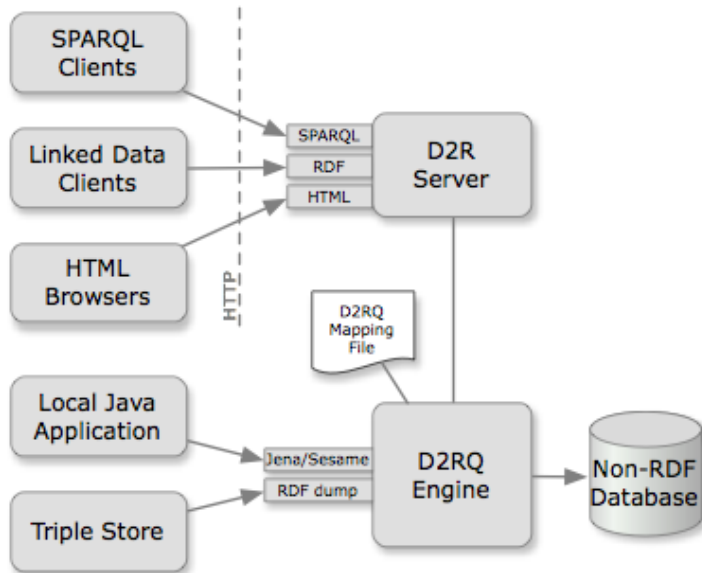 SPARQL
Clients
Linked Data
Clients
HTML
Browsers
HTTP
SPARQL
RDF
HTML
D2R
Server
D2RQ
Mapping
File
Local Java
Application
Triple Store
Jena/Sesame
RDF dump
D2RQ
Engine
Non-RDF
Database